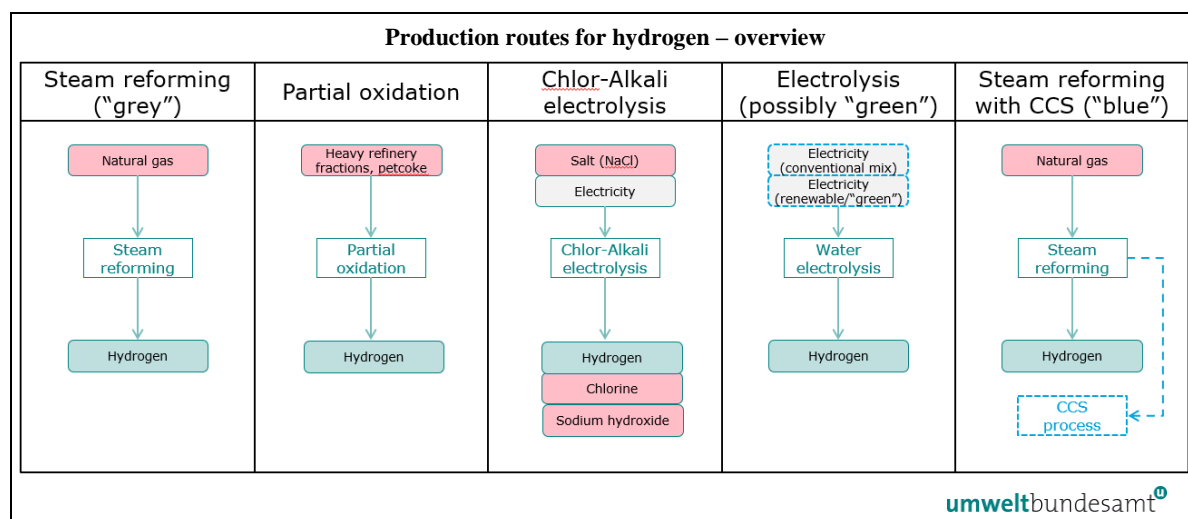 Production routes for hydrogen – overview
Steam reforming
(“grey”)
Partial oxidation
Chlor-Alkali
electrolysis
Electrolysis
(possibly “green”)
Steam reforming
with CCS (“blue”)
Natural gas
Steam
reforming
Hydrogen
Heavy refinery
fractions, petcoke
Partial
oxidation
Hydrogen
Salt (NaCl)
Electricity
Chlor-Alkali
electrolysis
Hydrogen
Chlorine
Sodium hydroxide
Electricity
(conventional mix)
Electricity
(renewable/“green”)
Water
electrolysis
Hydrogen
Natural gas
Steam
reforming
Hydrogen
CCS
process
umweltbundesamt u